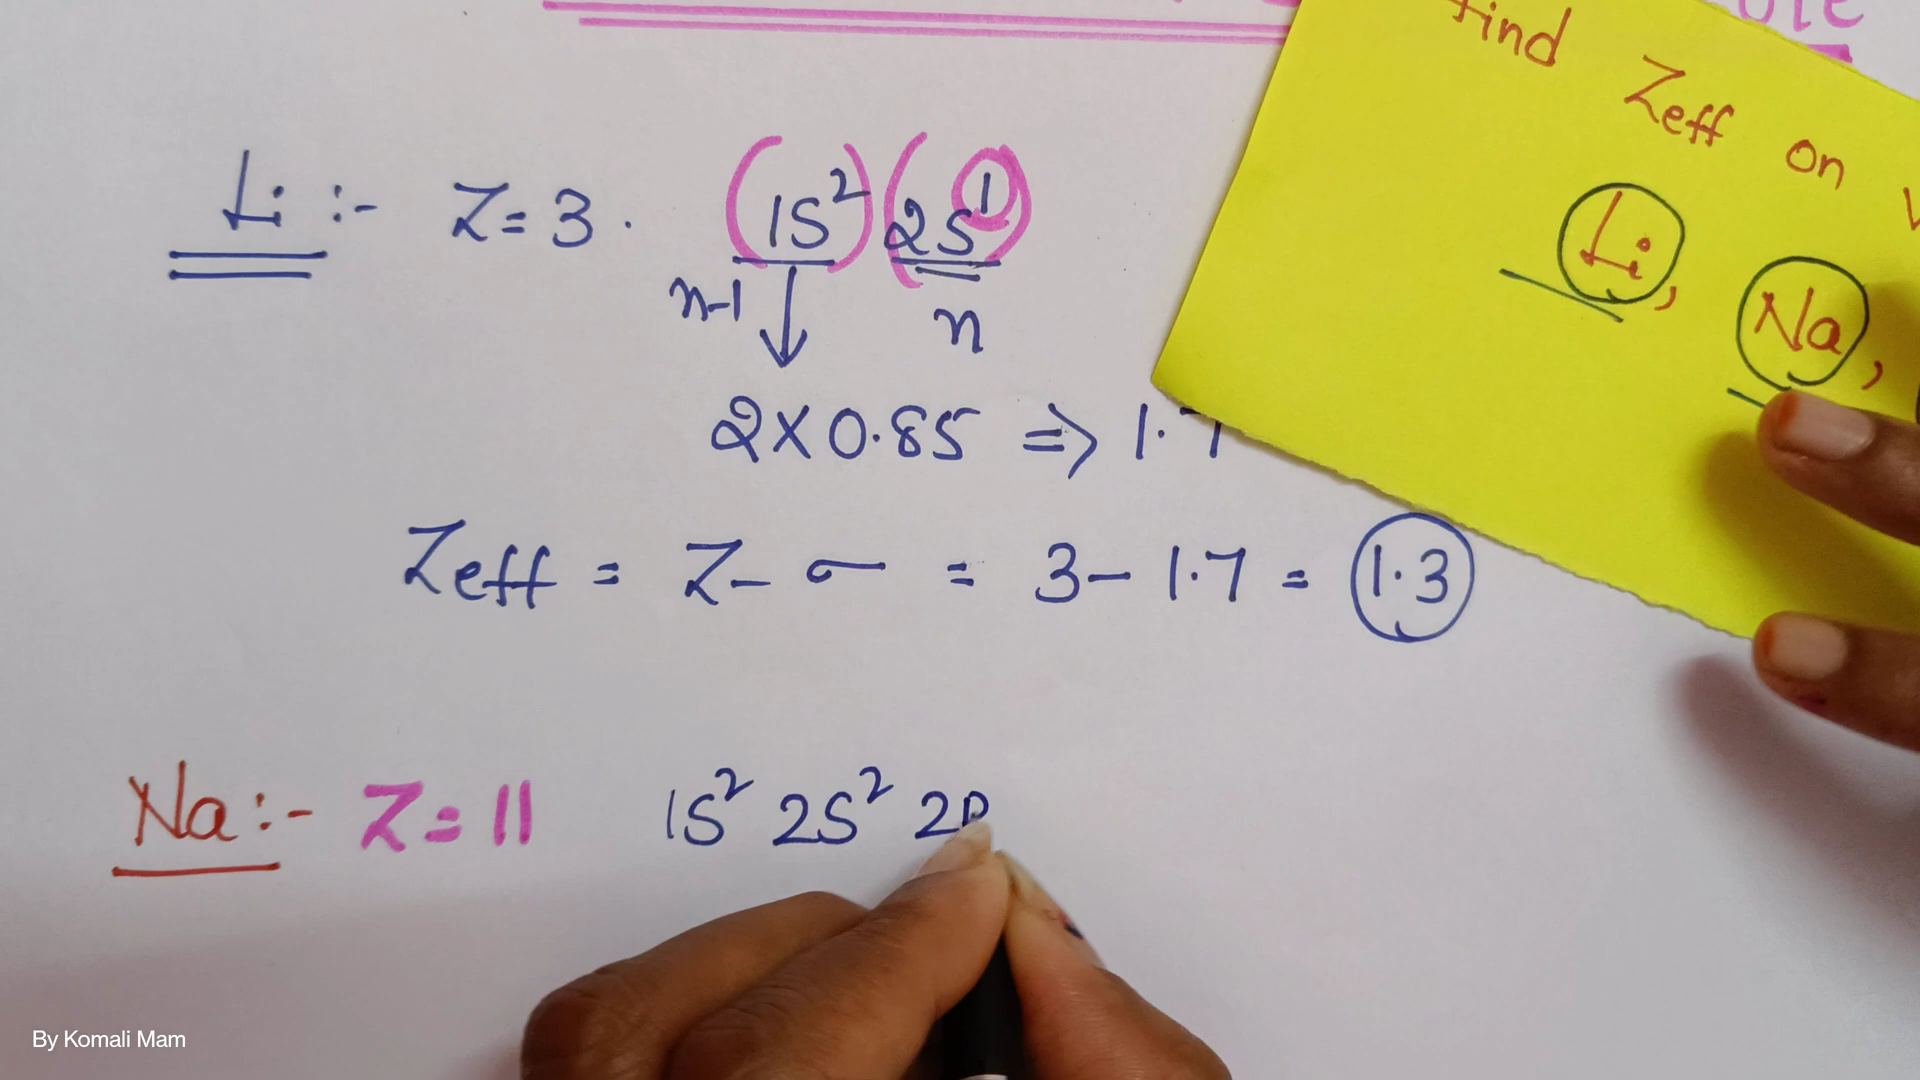 find Zeff on
Li, Na,
Li :- Z = 3. (1S²) (2S¹)
n-1 n
2 X 0.85 => 1.7
Zeff = Z - σ = 3 - 1.7 = 1.3
Na :- Z = 11 1S² 2S² 2P
By Komali Mam